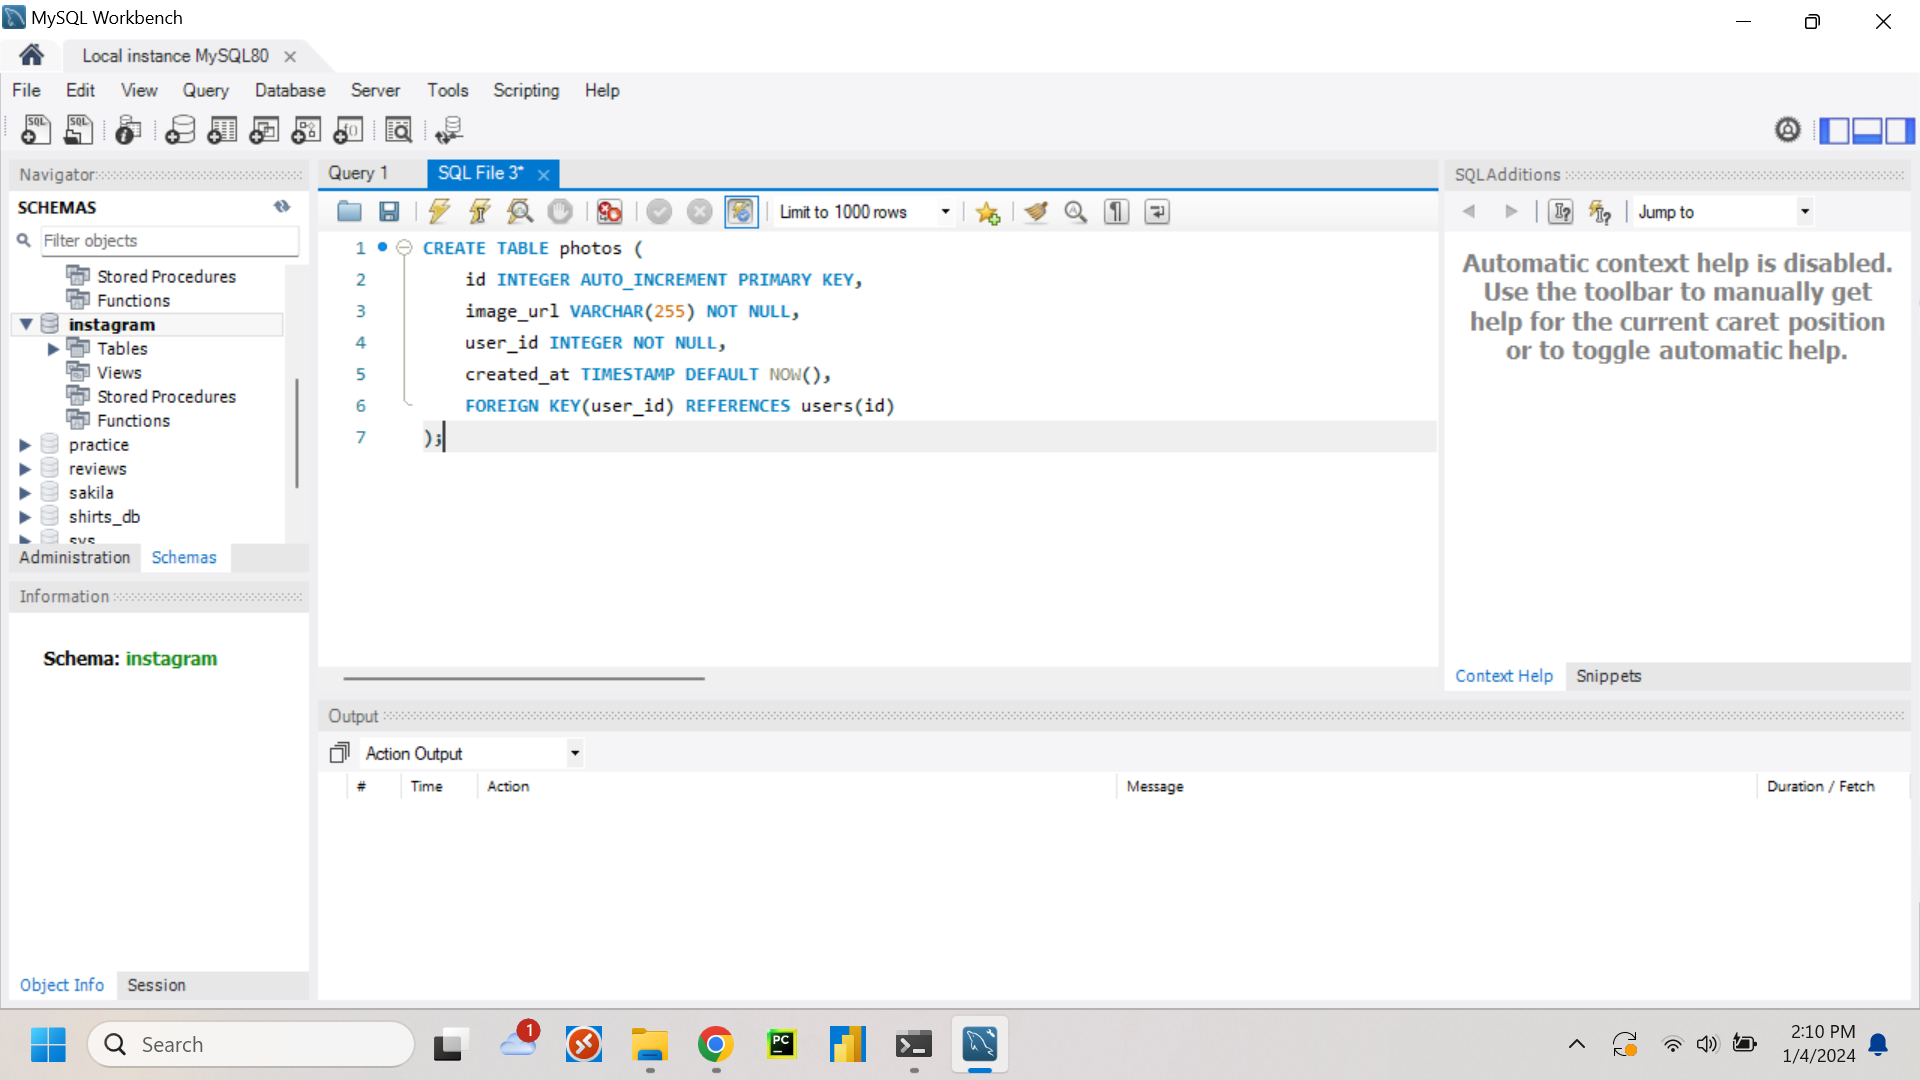 MySQL Workbench
Local instance MySQL80
File Edit View Query Database Server Tools Scripting Help
SQL SQL
Navigator
SCHEMAS
Filter objects
Stored Procedures
Functions
instagram
Tables
Views
Stored Procedures
Functions
practice
reviews
sakila
shirts_db
sys
Administration Schemas
Information
Schema: instagram
Object Info Session
Query 1 SQL File 3*
Limit to 1000 rows
1 CREATE TABLE photos (
2 id INTEGER AUTO_INCREMENT PRIMARY KEY,
3 image_url VARCHAR(255) NOT NULL,
4 user_id INTEGER NOT NULL,
5 created_at TIMESTAMP DEFAULT NOW(),
6 FOREIGN KEY(user_id) REFERENCES users(id)
7 );
SQLAdditions
Jump to
Automatic context help is disabled.
Use the toolbar to manually get
help for the current caret position
or to toggle automatic help.
Context Help Snippets
Output
Action Output
# Time Action Message Duration / Fetch
Search
1
PC
2:10 PM
1/4/2024